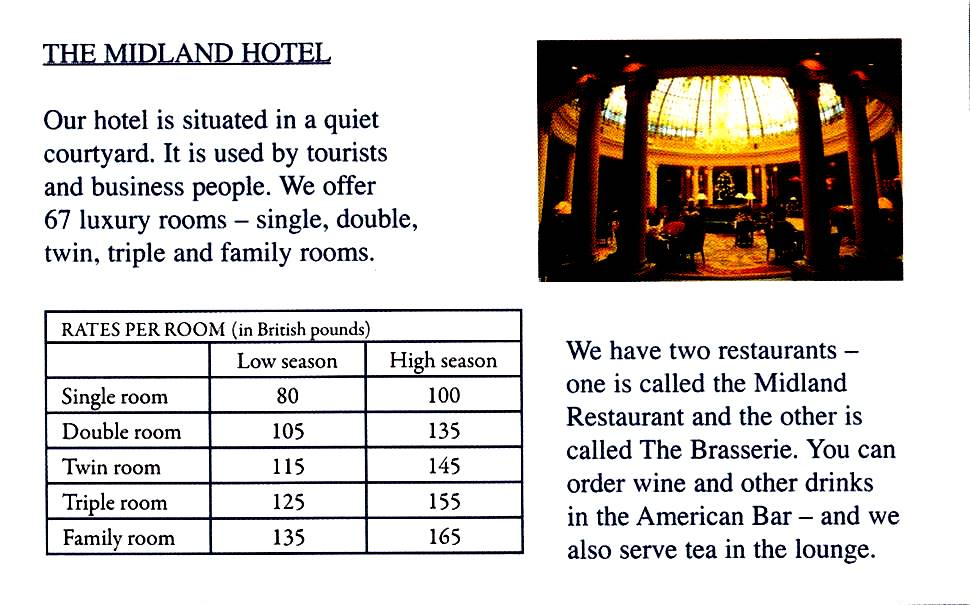 THE MIDLAND HOTEL
Our hotel is situated in a quiet
courtyard. It is used by tourists
and business people. We offer
67 luxury rooms – single, double,
twin, triple and family rooms.
RATES PER ROOM (in British pounds)
Low season High season
Single room 80 100
Double room 105 135
Twin room 115 145
Triple room 125 155
Family room 135 165
We have two restaurants –
one is called the Midland
Restaurant and the other is
called The Brasserie. You can
order wine and other drinks
in the American Bar – and we
also serve tea in the lounge.